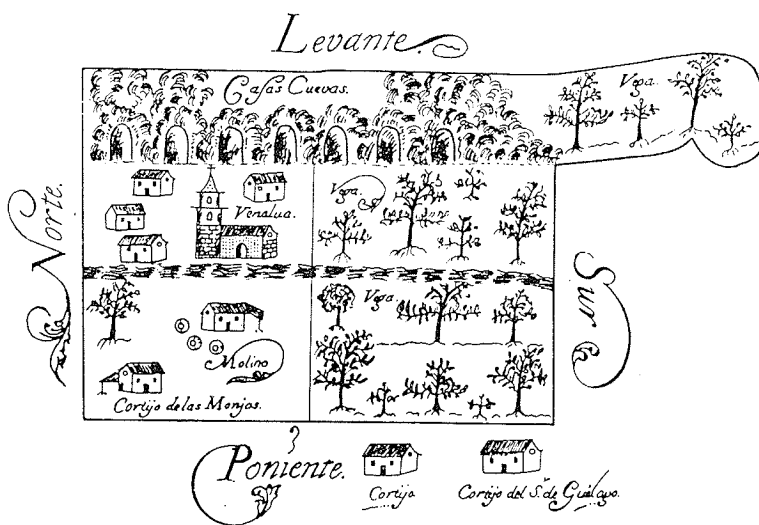 Levante.
Casas Cuevas.
Vega.
Norte.
Venalua.
Vega.
Sur
Vega
Molino
Cortijo de las Monjas.
Poniente.
Cortijo
Cortijo del S.r de